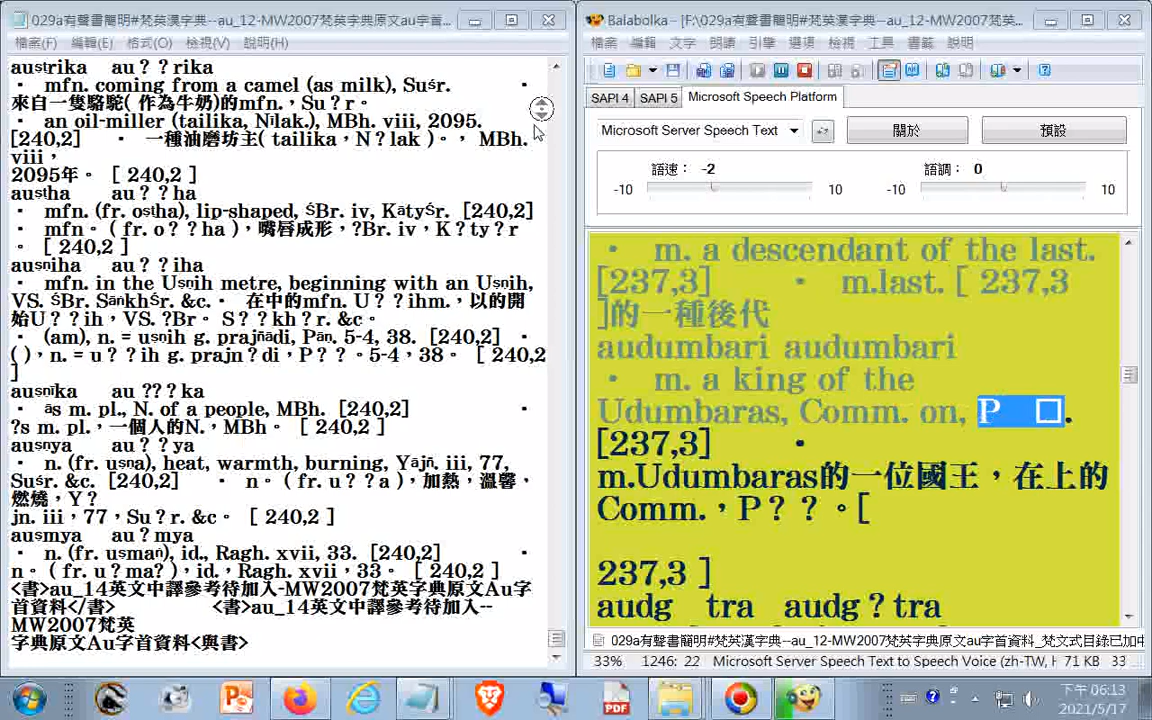 029a有聲書簡明#梵英漢字典--au_12-MW2007梵英字典原文au字首...
檔案(F) 編輯(E) 格式(O) 檢視(V) 說明(H)
auṣṭrika au??rika
• mfn. coming from a camel (as milk), Suśr. •
來自一隻駱駝( 作為牛奶)的mfn.，Su?r。
• an oil-miller (tailika, Nīlak.), MBh. viii, 2095.
[240,2] • 一種油磨坊主( tailika，N?lak )。， MBh.
viii，
2095年。 [ 240,2 ]
auṣṭha au??ha
• mfn. (fr. oṣṭha), lip-shaped, ŚBr. iv, KātyŚr. [240,2]
• mfn。( fr. o??ha )，嘴唇成形，?Br. iv，K?ty?r
。 [ 240,2 ]
auṣṇiha au??iha
• mfn. in the Uṣṇih metre, beginning with an Uṣṇih,
VS. ŚBr. SāṅkhŚr. &c.• 在中的mfn. U??ihm.，以的開
始U??ih，VS. ?Br。 S??kh?r. &c。
• (am), n. = uṣṇih g. prajñādi, Pāṇ. 5-4, 38. [240,2]
( )，n. = u??ih g. prajn?di，P??。5-4，38。 [ 240,2
]
auṣṇīka au???ka
• ās m. pl., N. of a people, MBh. [240,2] •
?s m. pl.，一個人的N.，MBh。 [ 240,2 ]
auṣṇya au??ya
• n. (fr. uṣṇa), heat, warmth, burning, Yājñ. iii, 77,
Suśr. &c. [240,2] • n。( fr. u??a )，加熱，溫馨，
燃燒，Y?
jn. iii，77，Su?r. &c。 [ 240,2 ]
auṣmya au?mya
• n. (fr. uṣman), id., Ragh. xvii, 33. [240,2] •
n。( fr. u?ma?)，id.，Ragh. xvii，33。 [ 240,2 ]
<書>au_14英文中譯參考待加入-MW2007梵英字典原文Au字
首資料</書> <書>au_14英文中譯參考待加入--
MW2007梵英
字典原文Au字首資料<與書>
Balabolka - [F:\029a有聲書簡明#梵英漢字典--au_12-MW2007梵英...
檔案 編輯 文字 朗讀 引擎 選項 檢視 工具 書籤 說明
SAPI 4 SAPI 5 Microsoft Speech Platform
Microsoft Server Speech Text 關於 預設
語速： -2 語調： 0
-10 10 -10 10
• m. a descendant of the last.
[237,3] • m.last. [ 237,3
]的一種後代
audumbari audumbari
• m. a king of the
Udumbaras, Comm. on, P □.
[237,3] •
m.Udumbaras的一位國王，在上的
Comm.，P??。[
237,3 ]
audg tra audg?tra
029a有聲書簡明#梵英漢字典--au_12-MW2007梵英字典原文au字首資料_梵文式目錄已加中
33% 1246: 22 Microsoft Server Speech Text to Speech Voice (zh-TW, H 71 KB 33
下午 06:13
2021/5/17